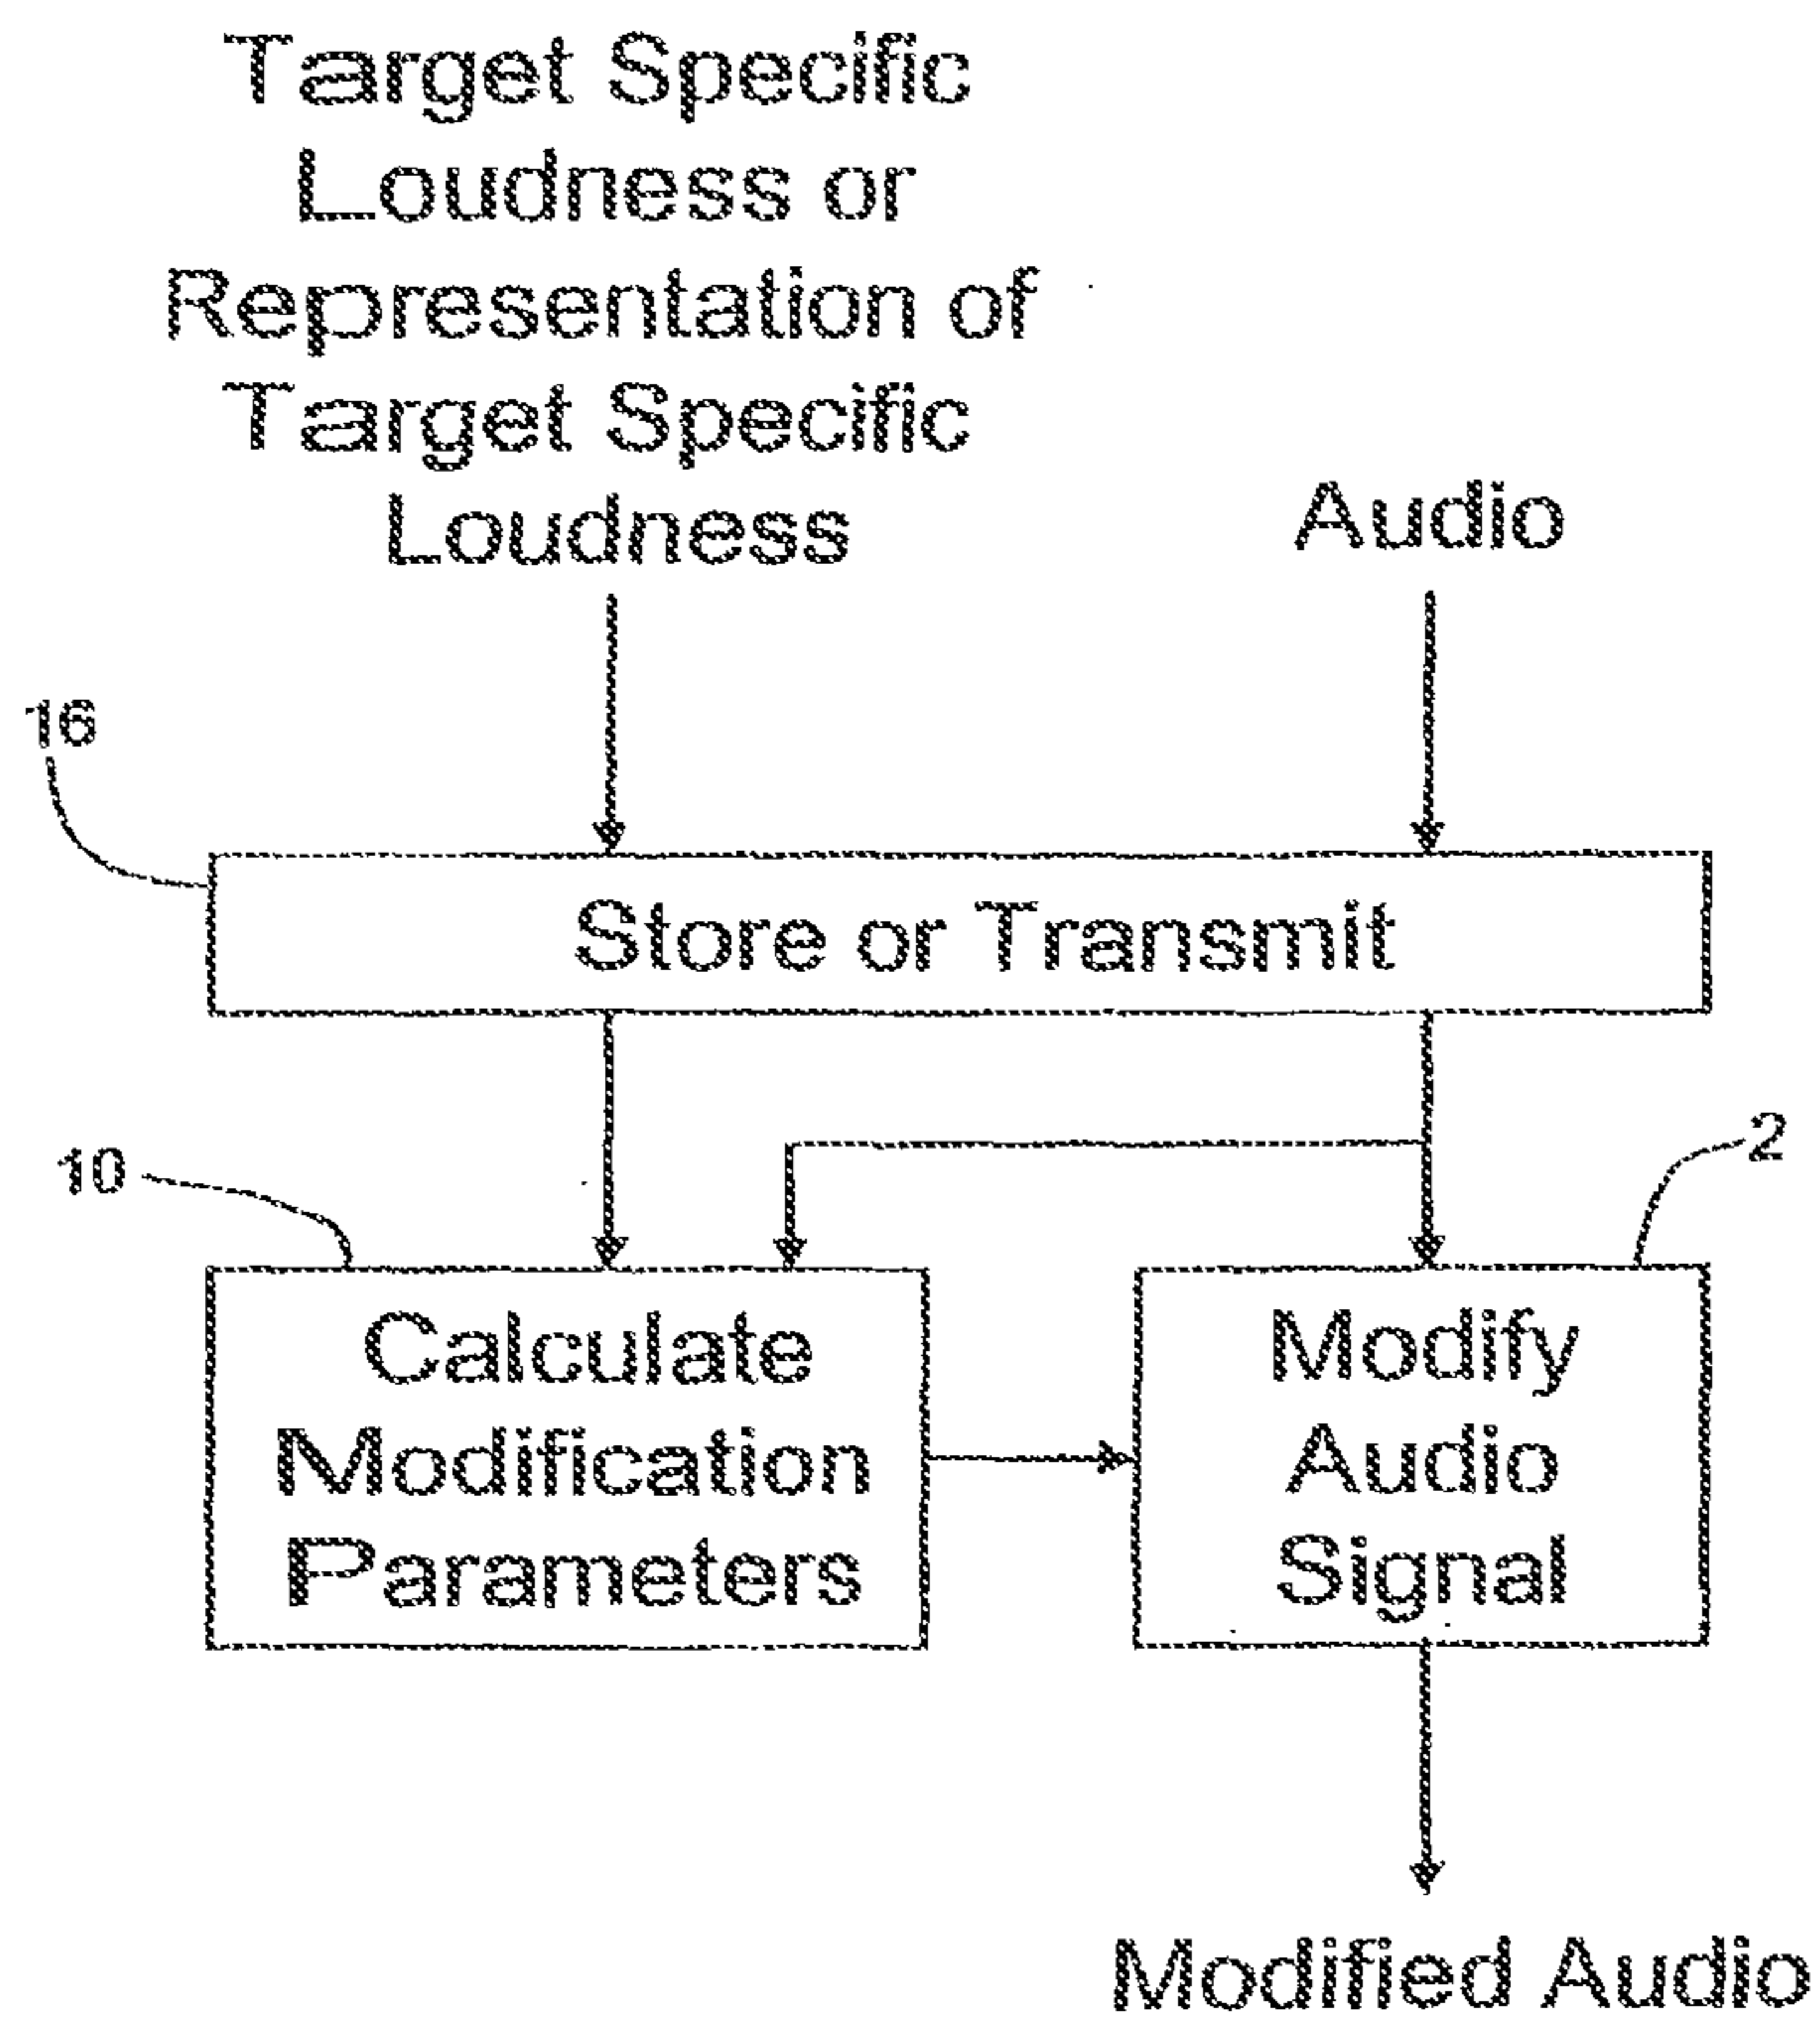 Target Specific
Loudness or
Representation of
Target Specific
Loudness
Audio
16
Store or Transmit
10
2
Calculate
Modification
Parameters
Modify
Audio
Signal
Modified Audio